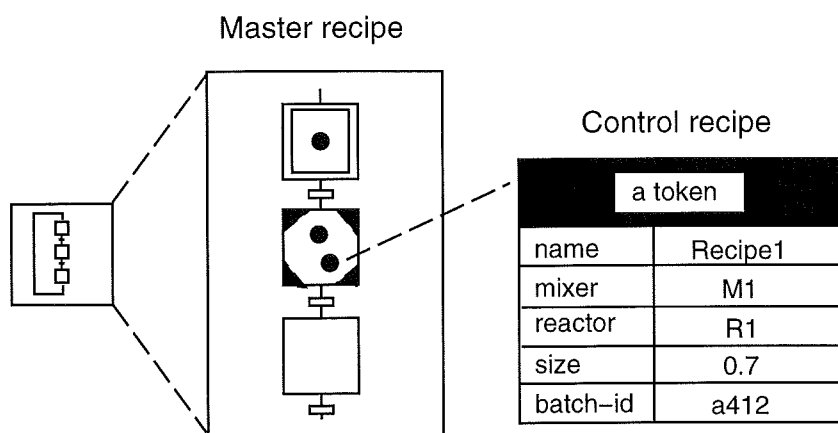 Master recipe
Control recipe
a token
name Recipe1
mixer M1
reactor R1
size 0.7
batch–id a412